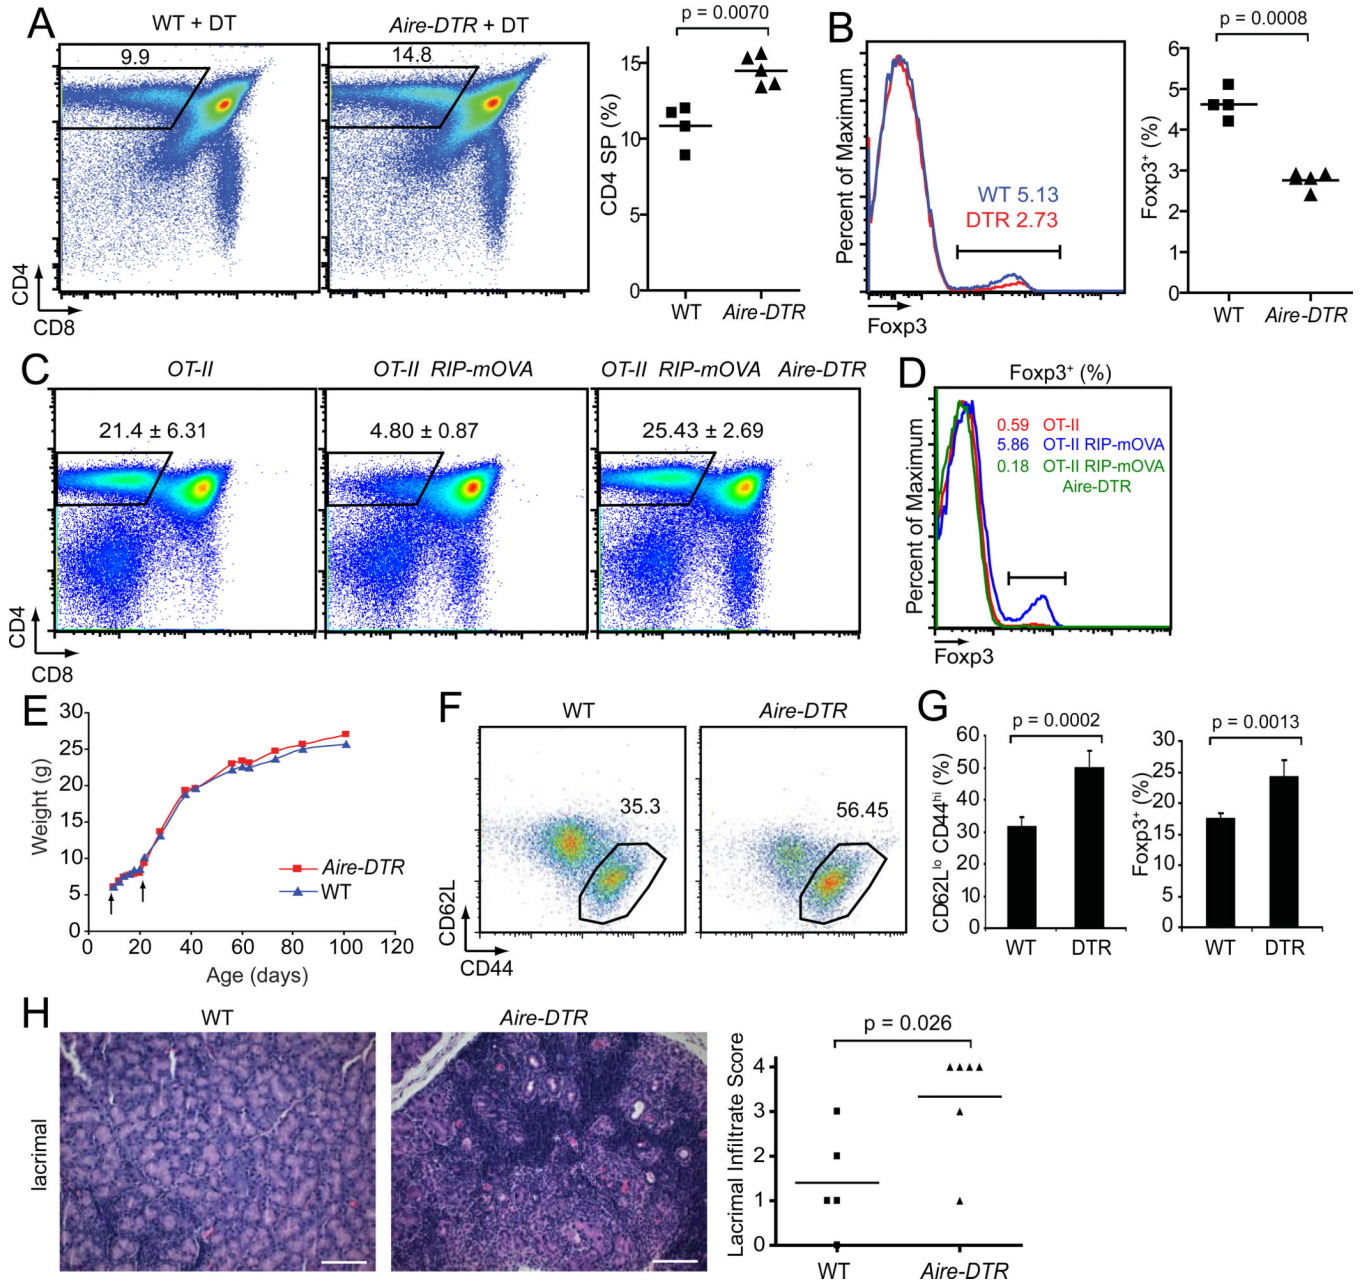 A
WT + DT
Aire-DTR + DT
9.9
14.8
CD4
CD8
p = 0.0070
CD4 SP (%)
15
10
5
0
WT
Aire-DTR
B
Percent of Maximum
WT 5.13
DTR 2.73
Foxp3
p = 0.0008
Foxp3⁺ (%)
6
5
4
3
2
1
0
WT
Aire-DTR
C
OT-II
OT-II RIP-mOVA
OT-II RIP-mOVA Aire-DTR
21.4 ± 6.31
4.80 ± 0.87
25.43 ± 2.69
CD4
CD8
D
Foxp3⁺ (%)
0.59 OT-II
5.86 OT-II RIP-mOVA
0.18 OT-II RIP-mOVA
Aire-DTR
Percent of Maximum
Foxp3
E
Weight (g)
30
25
20
15
10
5
0
0 20 40 60 80 100 120
Age (days)
Aire-DTR
WT
F
WT
Aire-DTR
35.3
56.45
CD62L
CD44
G
p = 0.0002
CD62Lˡᵒ CD44ʰⁱ (%)
60
50
40
30
20
10
0
WT DTR
p = 0.0013
Foxp3⁺ (%)
30
25
20
15
10
5
0
WT DTR
H
WT
Aire-DTR
lacrimal
p = 0.026
Lacrimal Infiltrate Score
4
3
2
1
0
WT
Aire-DTR